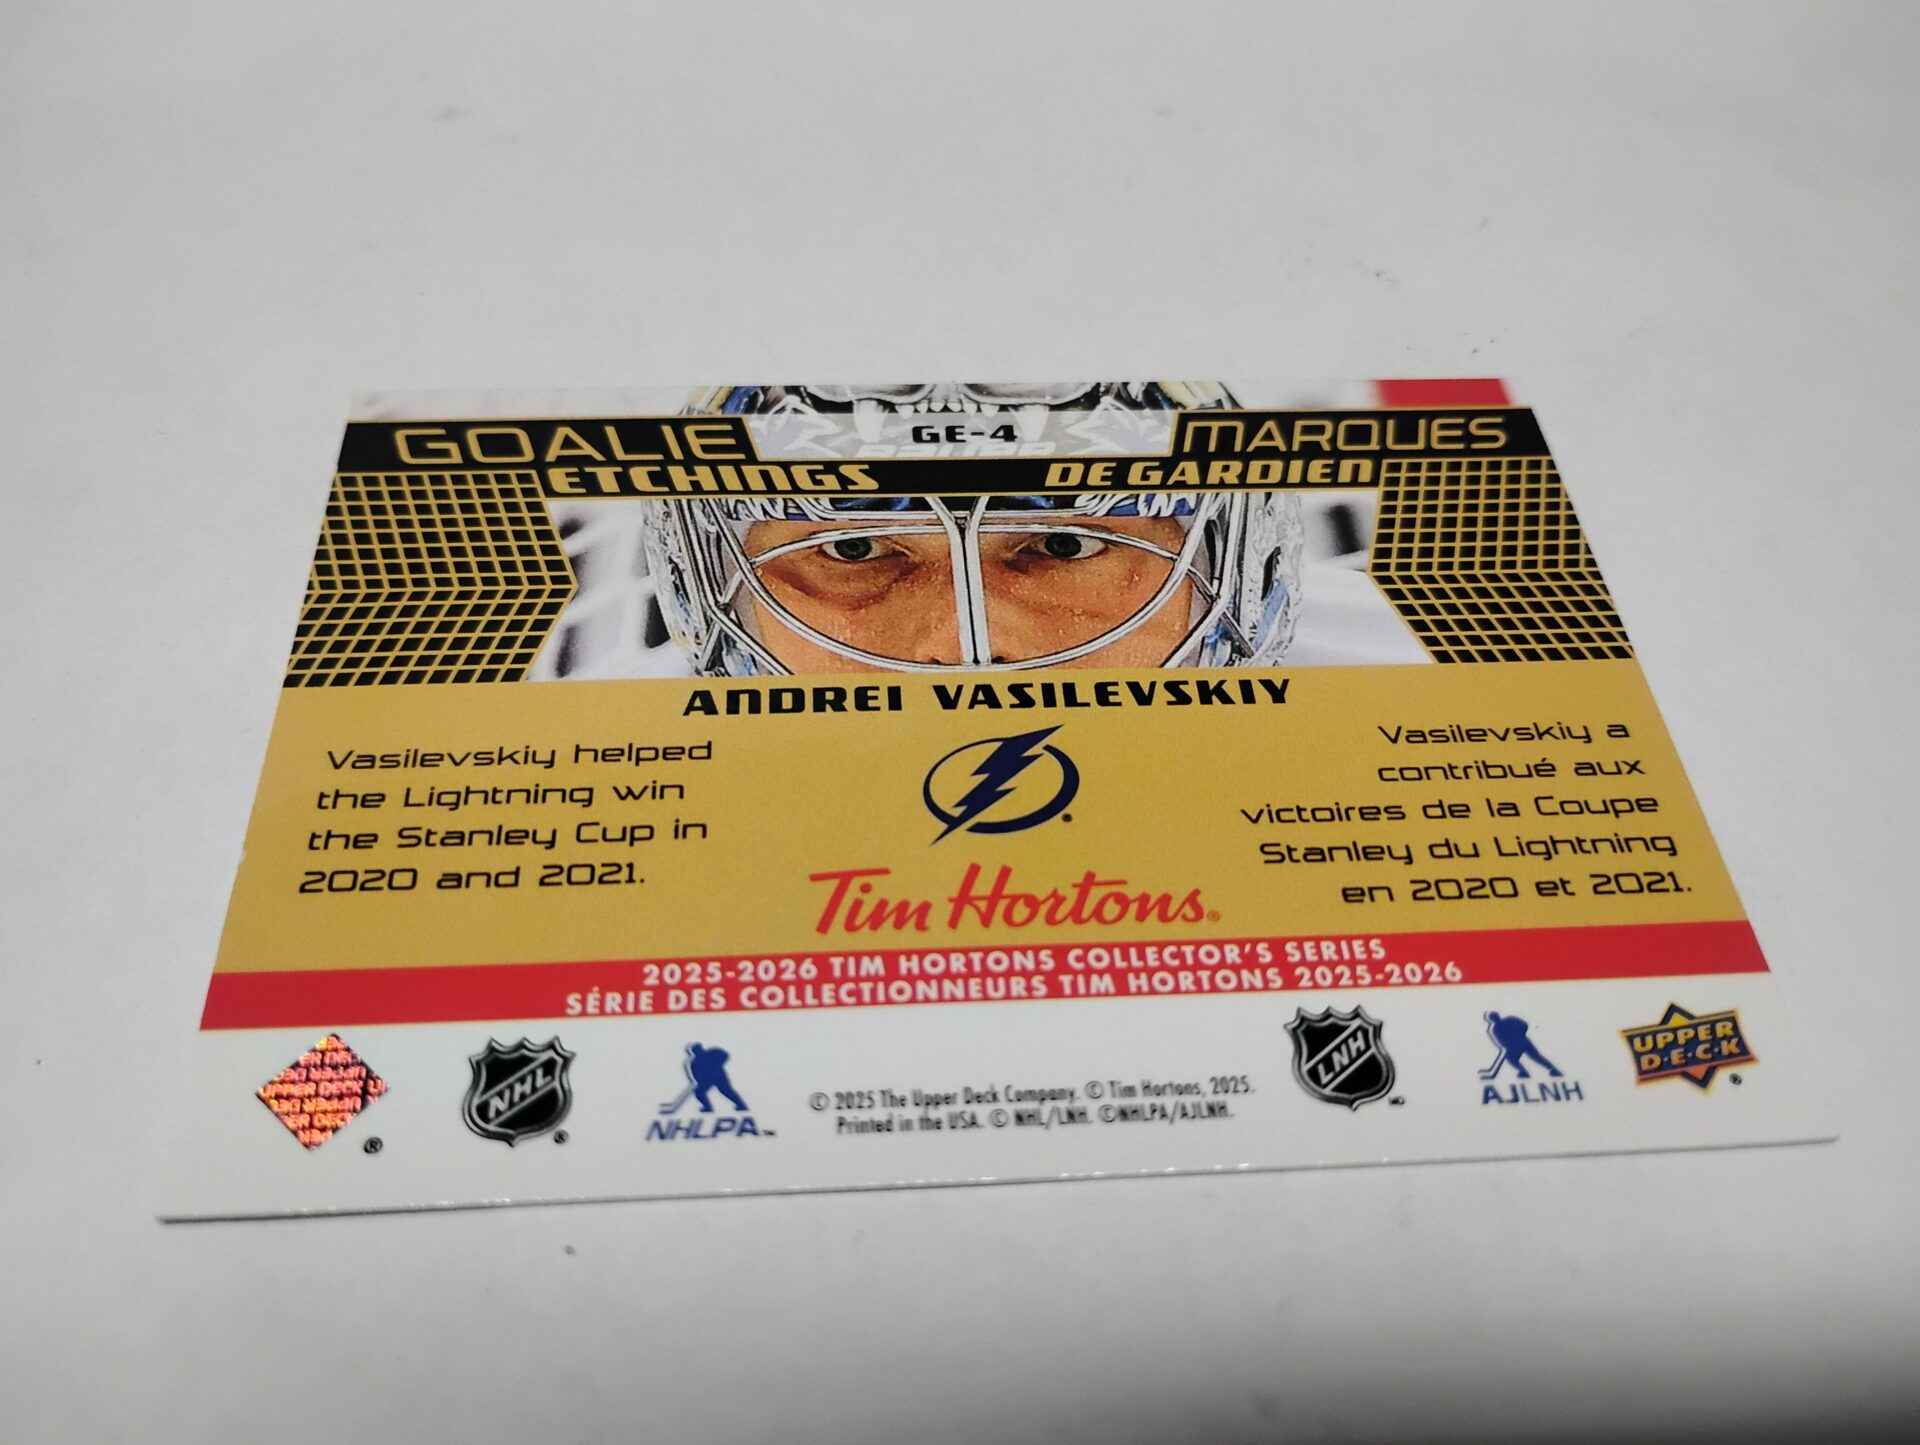 GOALIE
ETCHINGS
GE-4
MARQUES
DE GARDIEN
ANDREI VASILEVSKIY
Vasilevskiy helped
the Lightning win
the Stanley Cup in
2020 and 2021.
Vasilevskiy a
contribué aux
victoires de la Coupe
Stanley du Lightning
en 2020 et 2021.
Tim Hortons®
2025-2026 TIM HORTONS COLLECTOR'S SERIES
SÉRIE DES COLLECTIONNEURS TIM HORTONS 2025-2026
UPPER DECK
®
NHL
®
NHLPA™
© 2025 The Upper Deck Company. © Tim Hortons, 2025.
Printed in the USA. © NHL/LNH. ©NHLPA/AJLNH.
LNH
AJLNH
UPPER
D·E·C·K
®